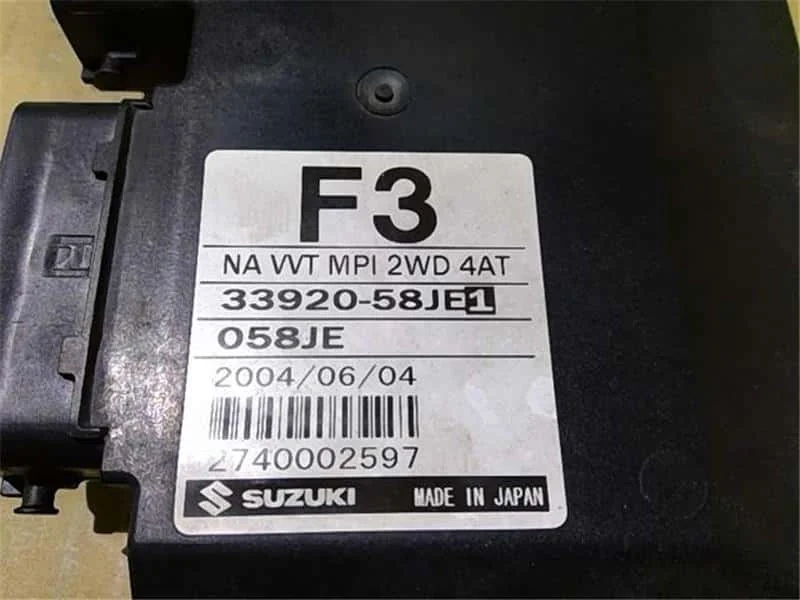 F3
NA VVT MPI 2WD 4AT
33920-58JE1
058JE
2004/06/04
2740002597
SUZUKI MADE IN JAPAN